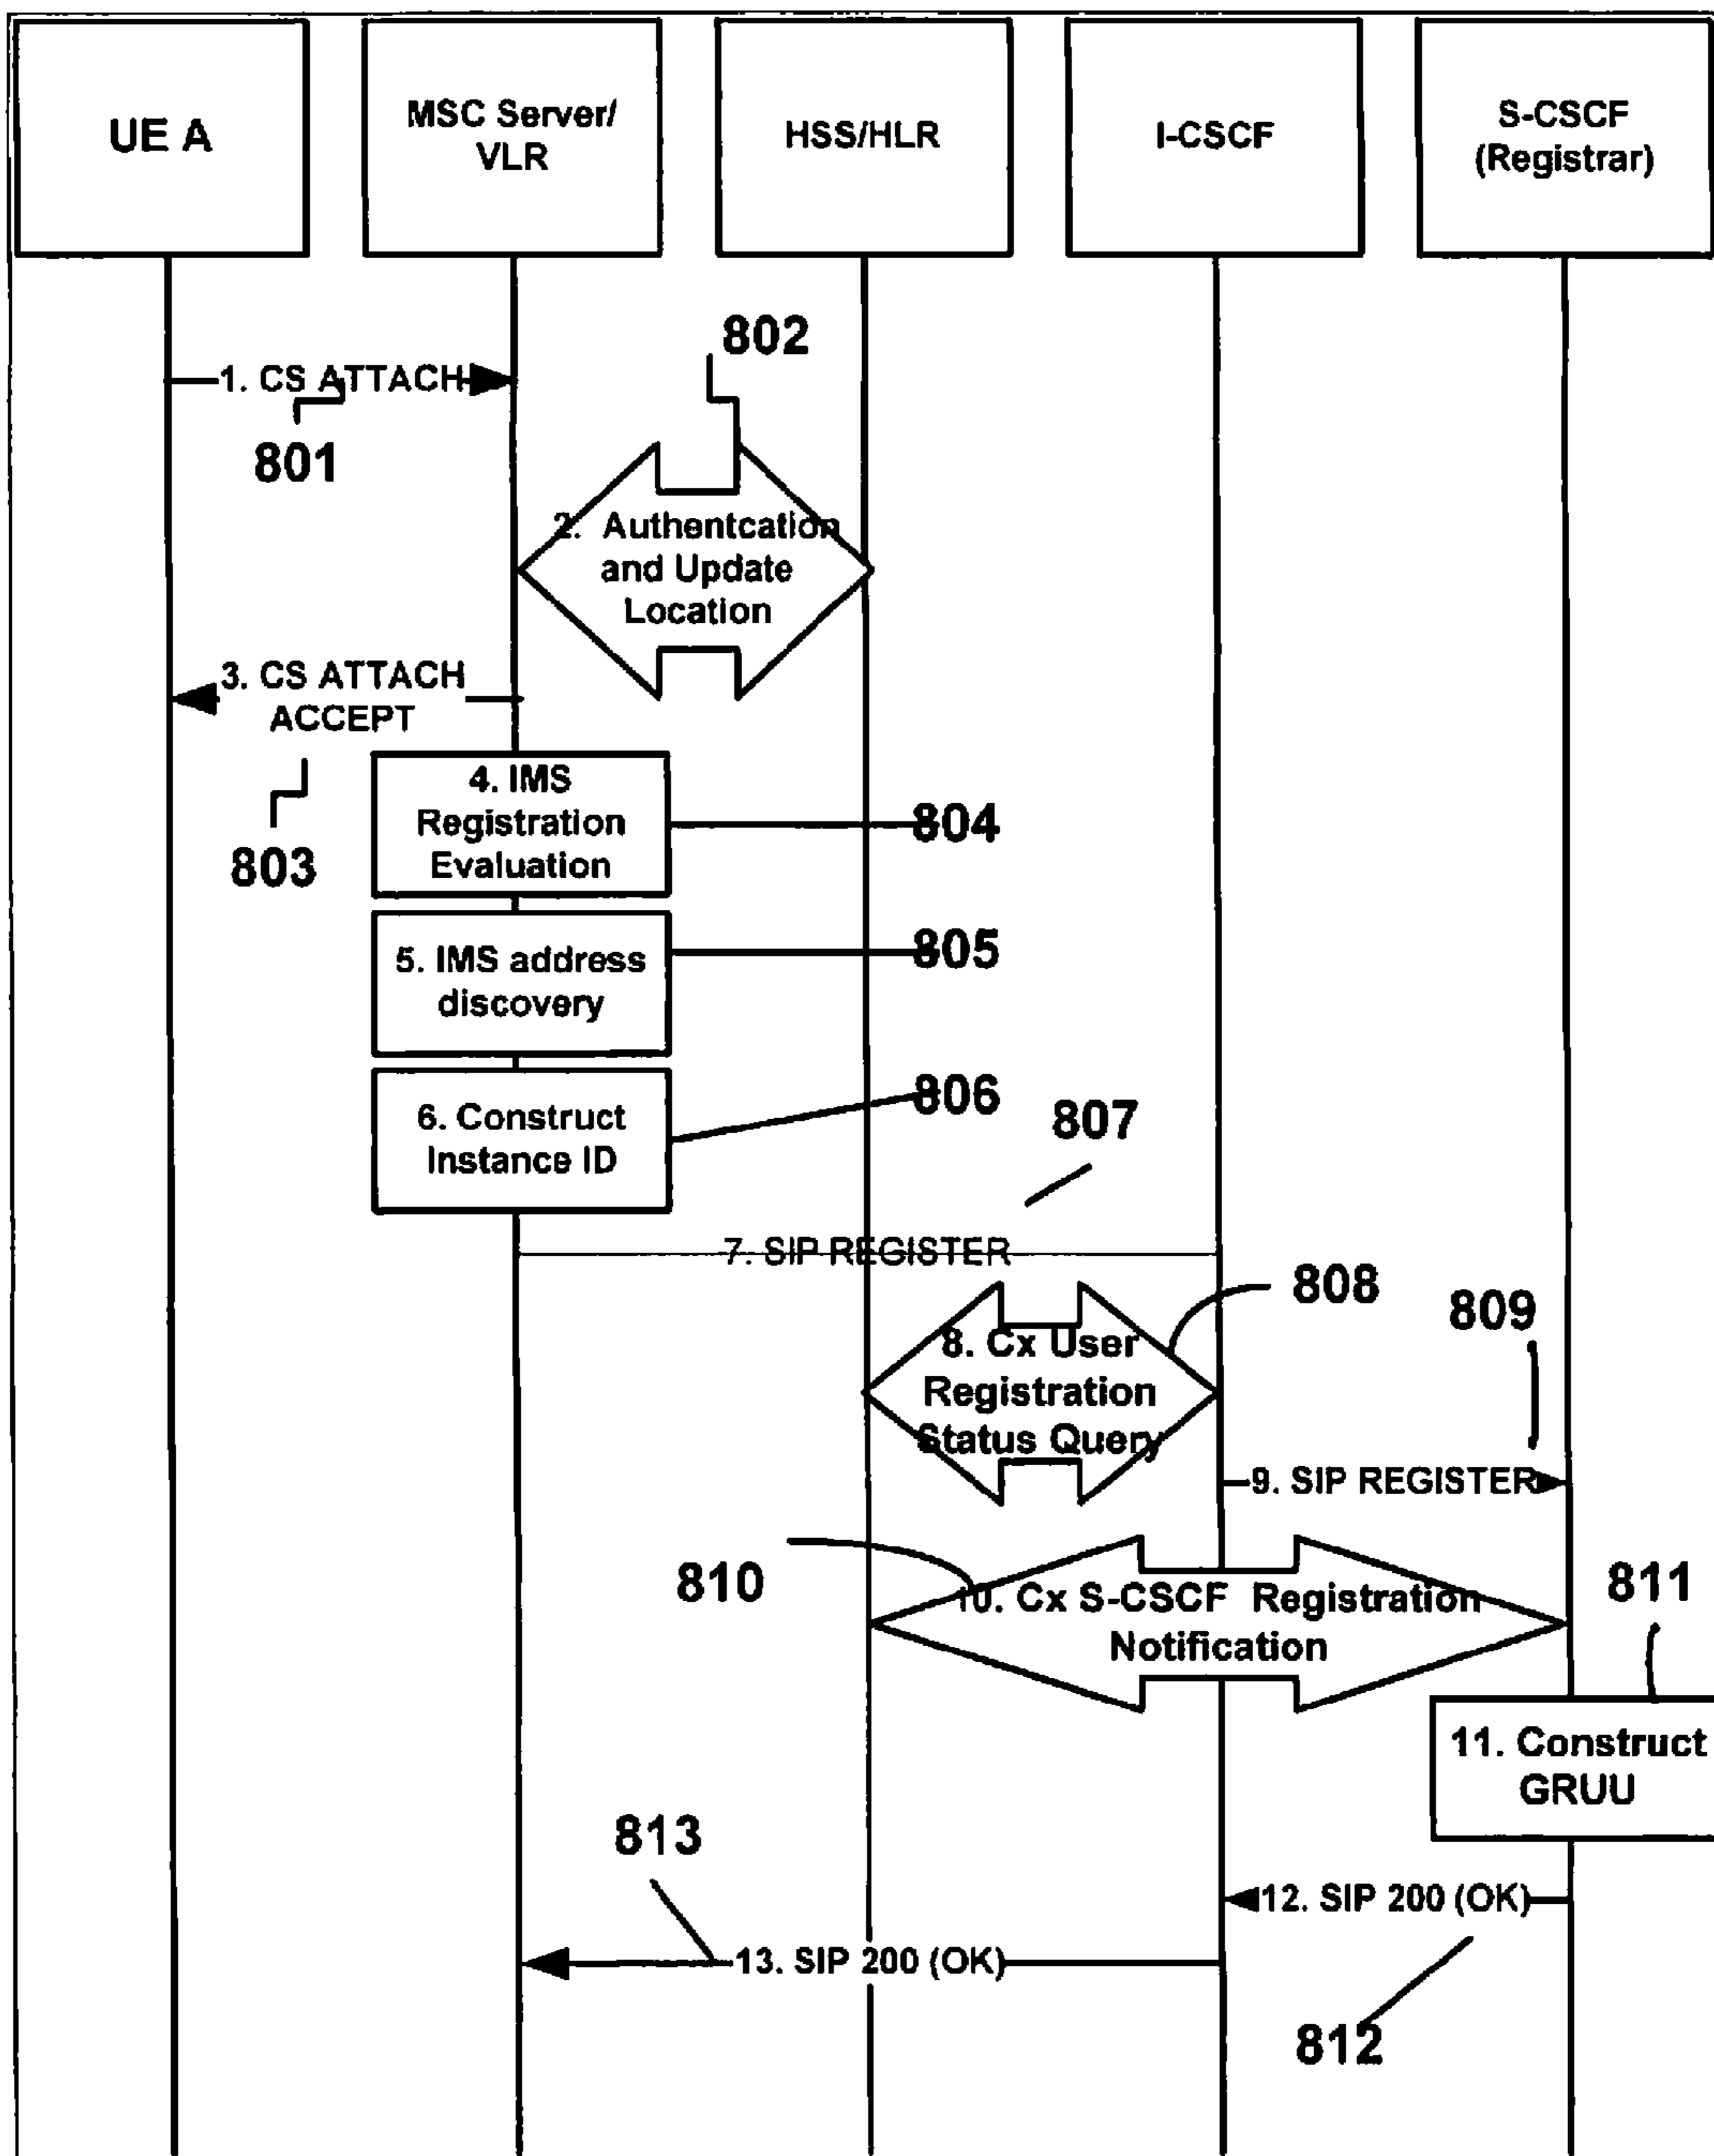 UE A
MSC Server/
VLR
HSS/HLR
I-CSCF
S-CSCF
(Registrar)
802
1. CS ATTACH
801
2. Authentcation
and Update
Location
3. CS ATTACH
ACCEPT
803
4. IMS
Registration
Evaluation
804
5. IMS address
discovery
805
6. Construct
Instance ID
806
807
7. SIP REGISTER
808
8. Cx User
Registration
Status Query
809
9. SIP REGISTER
810
10. Cx S-CSCF Registration
Notification
811
11. Construct
GRUU
813
12. SIP 200 (OK)
13. SIP 200 (OK)
812